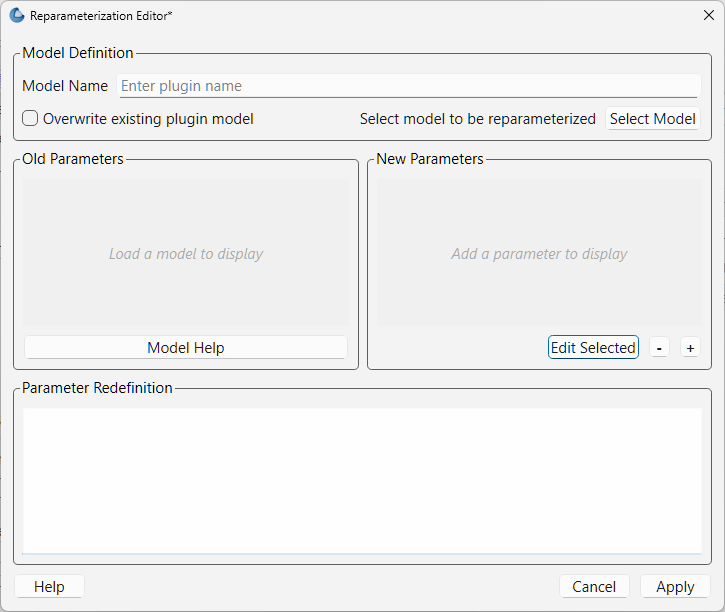 Reparameterization Editor*
Model Definition
Model Name Enter plugin name
Overwrite existing plugin model Select model to be reparameterized Select Model
Old Parameters
Load a model to display
Model Help
New Parameters
Add a parameter to display
Edit Selected - +
Parameter Redefinition
Help Cancel Apply